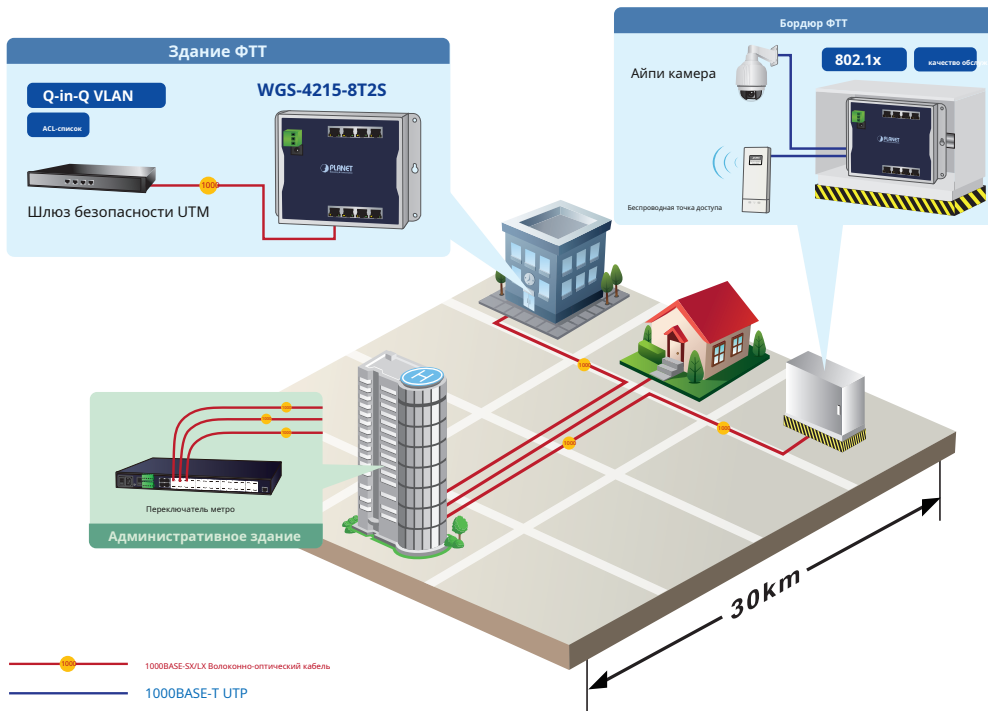 Здание ФТТ
Q-in-Q VLAN
ACL-список
WGS-4215-8T2S
PLANET
1000
Шлюз безопасности UTM
Бордюр ФТТ
Айпи камера
802.1x
качество обслу
PLANET
Беспроводная точка доступа
1000
1000
1000
1000
1000
1000
Переключатель метро
Административное здание
H
30km
1000
1000BASE-SX/LX Волоконно-оптический кабель
1000BASE-T UTP